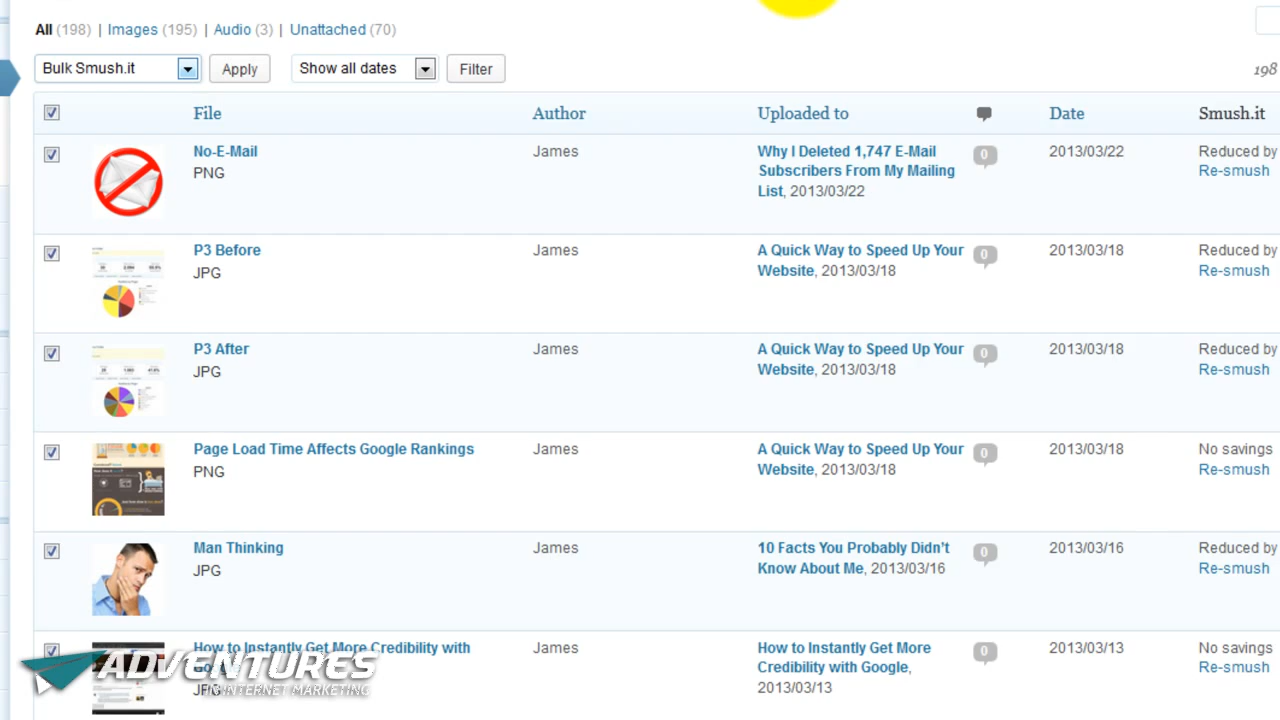 All (198) | Images (195) | Audio (3) | Unattached (70)
Bulk Smush.it Apply Show all dates Filter 198
File Author Uploaded to Date Smush.it
No-E-Mail James Why I Deleted 1,747 E-Mail 0 2013/03/22 Reduced by
PNG Subscribers From My Mailing Re-smush
List, 2013/03/22
P3 Before James A Quick Way to Speed Up Your 0 2013/03/18 Reduced by
JPG Website, 2013/03/18 Re-smush
P3 After James A Quick Way to Speed Up Your 0 2013/03/18 Reduced by
JPG Website, 2013/03/18 Re-smush
Page Load Time Affects Google Rankings James A Quick Way to Speed Up Your 0 2013/03/18 No savings
PNG Website, 2013/03/18 Re-smush
Man Thinking James 10 Facts You Probably Didn't 0 2013/03/16 Reduced by
JPG Know About Me, 2013/03/16 Re-smush
How to Instantly Get More Credibility with James How to Instantly Get More 0 2013/03/13 No savings
Credibility with Google, Re-smush
JPG 2013/03/13
ADVENTURES
IN INTERNET MARKETING